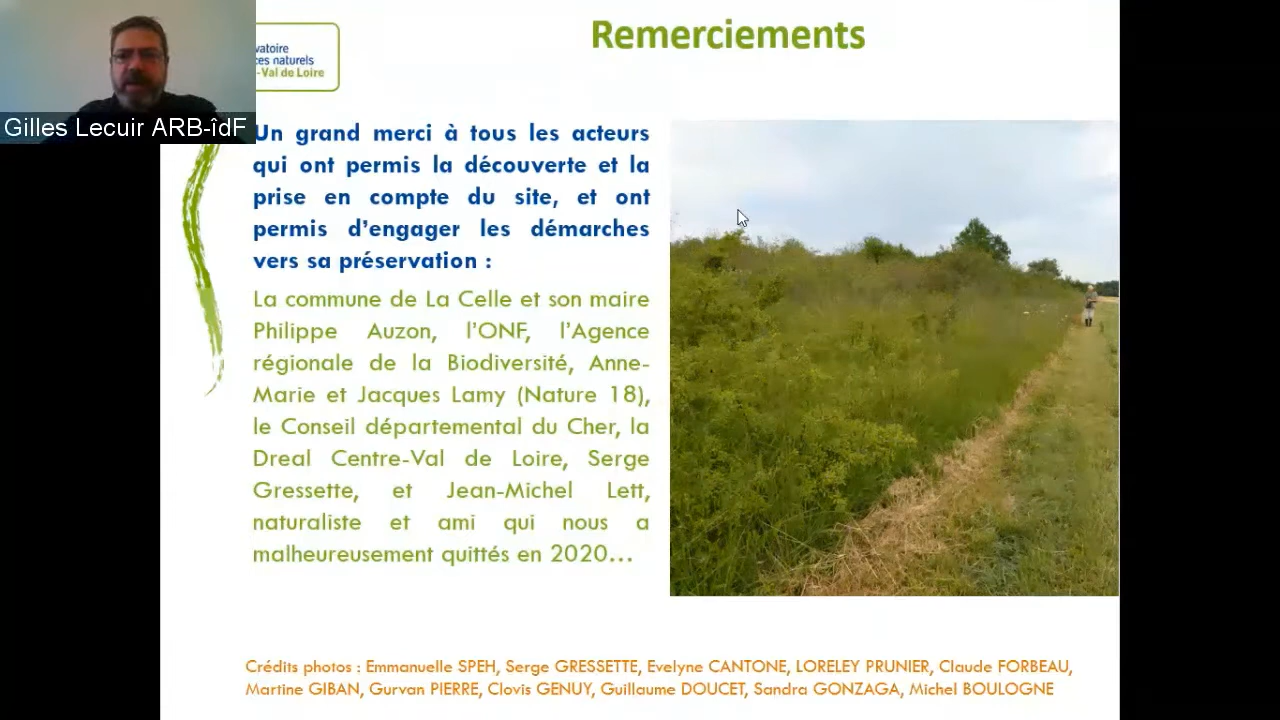 Remerciements
vatoire
ces naturels
-Val de Loire
Gilles Lecuir ARB-îdF
Un grand merci à tous les acteurs
qui ont permis la découverte et la
prise en compte du site, et ont
permis d'engager les démarches
vers sa préservation :
La commune de La Celle et son maire
Philippe Auzon, l'ONF, l'Agence
régionale de la Biodiversité, Anne-
Marie et Jacques Lamy (Nature 18),
le Conseil départemental du Cher, la
Dreal Centre-Val de Loire, Serge
Gressette, et Jean-Michel Lett,
naturaliste et ami qui nous a
malheureusement quittés en 2020...
Crédits photos : Emmanuelle SPEH, Serge GRESSETTE, Evelyne CANTONE, LORELEY PRUNIER, Claude FORBEAU,
Martine GIBAN, Gurvan PIERRE, Clovis GENUY, Guillaume DOUCET, Sandra GONZAGA, Michel BOULOGNE